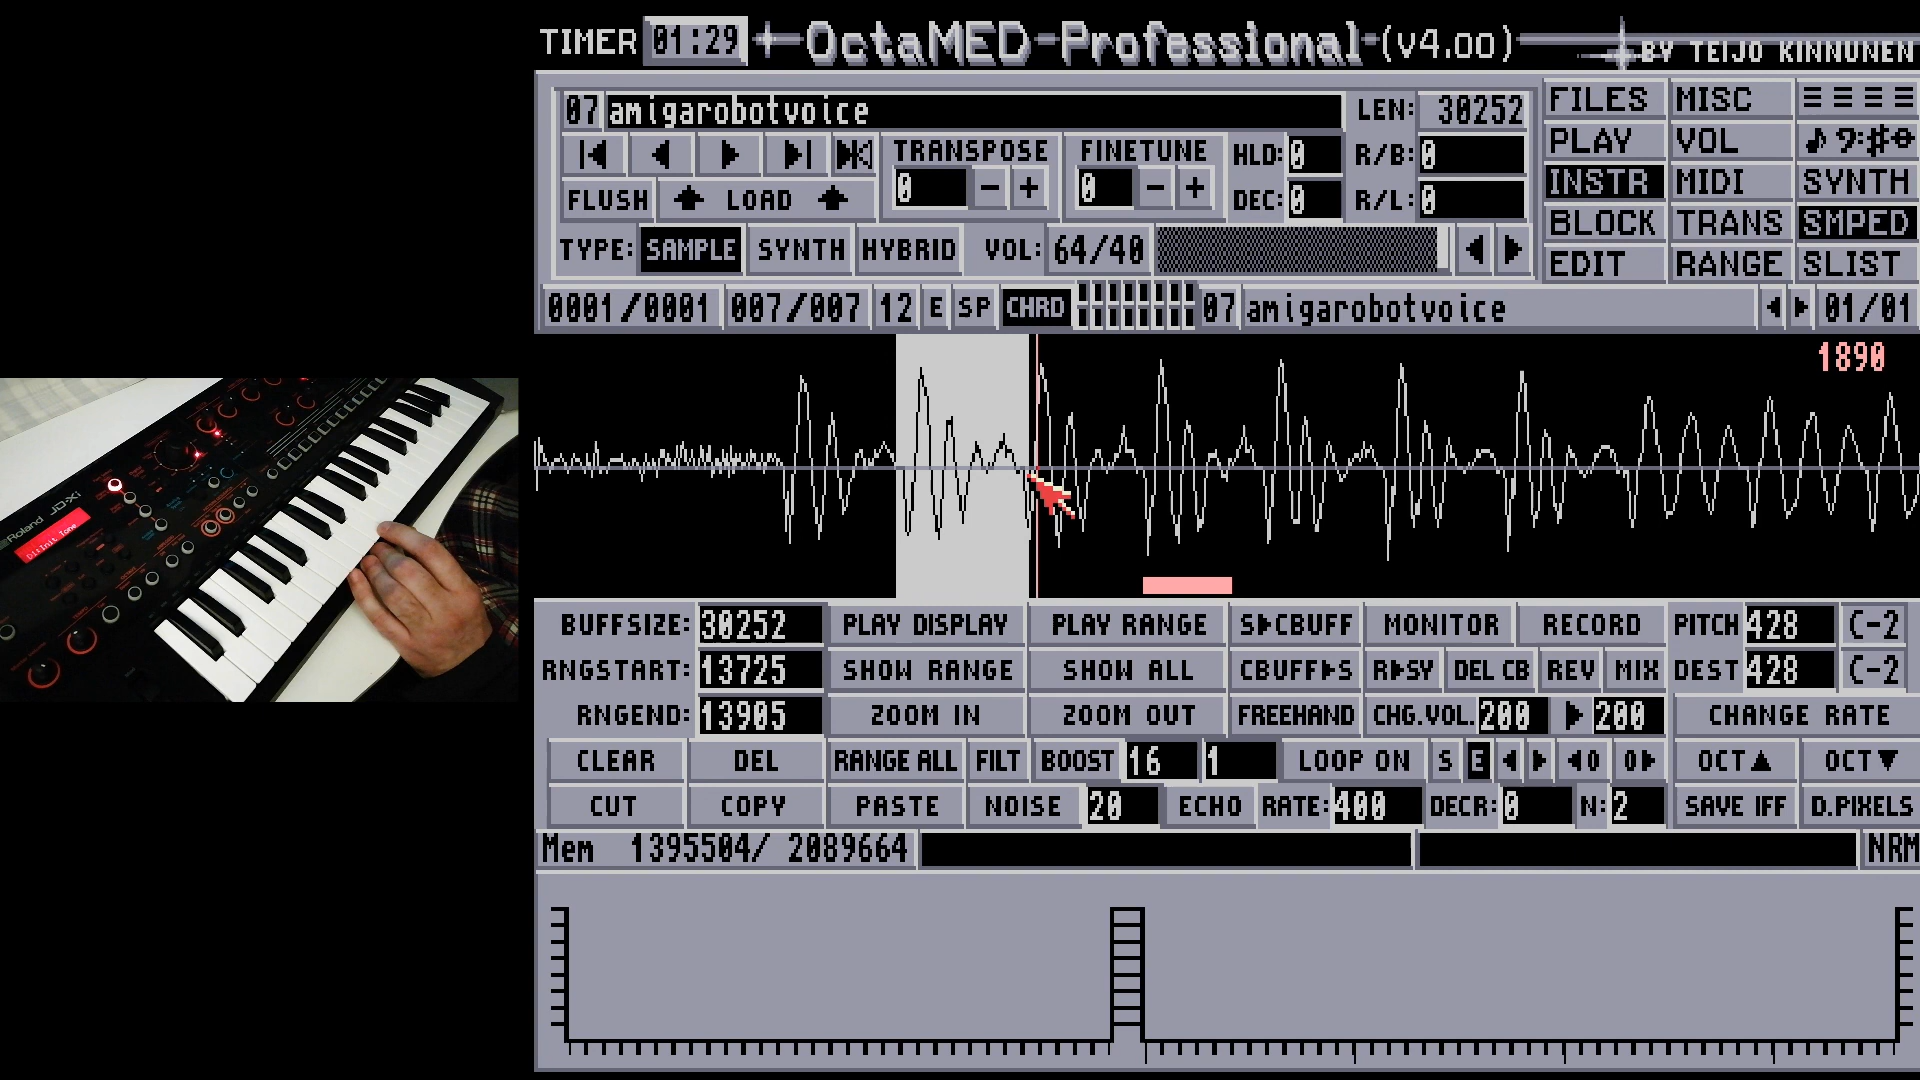 TIMER 01:29 OctaMED-Professional-(v4.00) BY TEIJO KINNUNEN
07 amigarobotvoice LEN: 30252
TRANSPOSE FINETUNE HLD: 0 R/B: 0
0 - + 0 - +
FLUSH LOAD DEC: 0 R/L: 0
TYPE: SAMPLE SYNTH HYBRID VOL: 64/40
FILES MISC
PLAY VOL
INSTR MIDI SYNTH
BLOCK TRANS SMPED
EDIT RANGE SLIST
0001/0001 007/007 12 E SP CHRD 07 amigarobotvoice 01/01
1890
Roland JD-Xi
BUFFSIZE: 30252 PLAY DISPLAY PLAY RANGE S▶CBUFF MONITOR RECORD PITCH 428 C-2
RNGSTART: 13725 SHOW RANGE SHOW ALL CBUFF▶S R▶SY DEL CB REV MIX DEST 428 C-2
RNGEND: 13905 ZOOM IN ZOOM OUT FREEHAND CHG.VOL. 200 ▶ 200 CHANGE RATE
CLEAR DEL RANGE ALL FILT BOOST 16 1 LOOP ON S E ◀ ▶ ◀0 0▶ OCT▲ OCT▼
CUT COPY PASTE NOISE 20 ECHO RATE: 400 DECR: 0 N: 2 SAVE IFF D.PIXELS
Mem 1395504/ 2089664 NRM